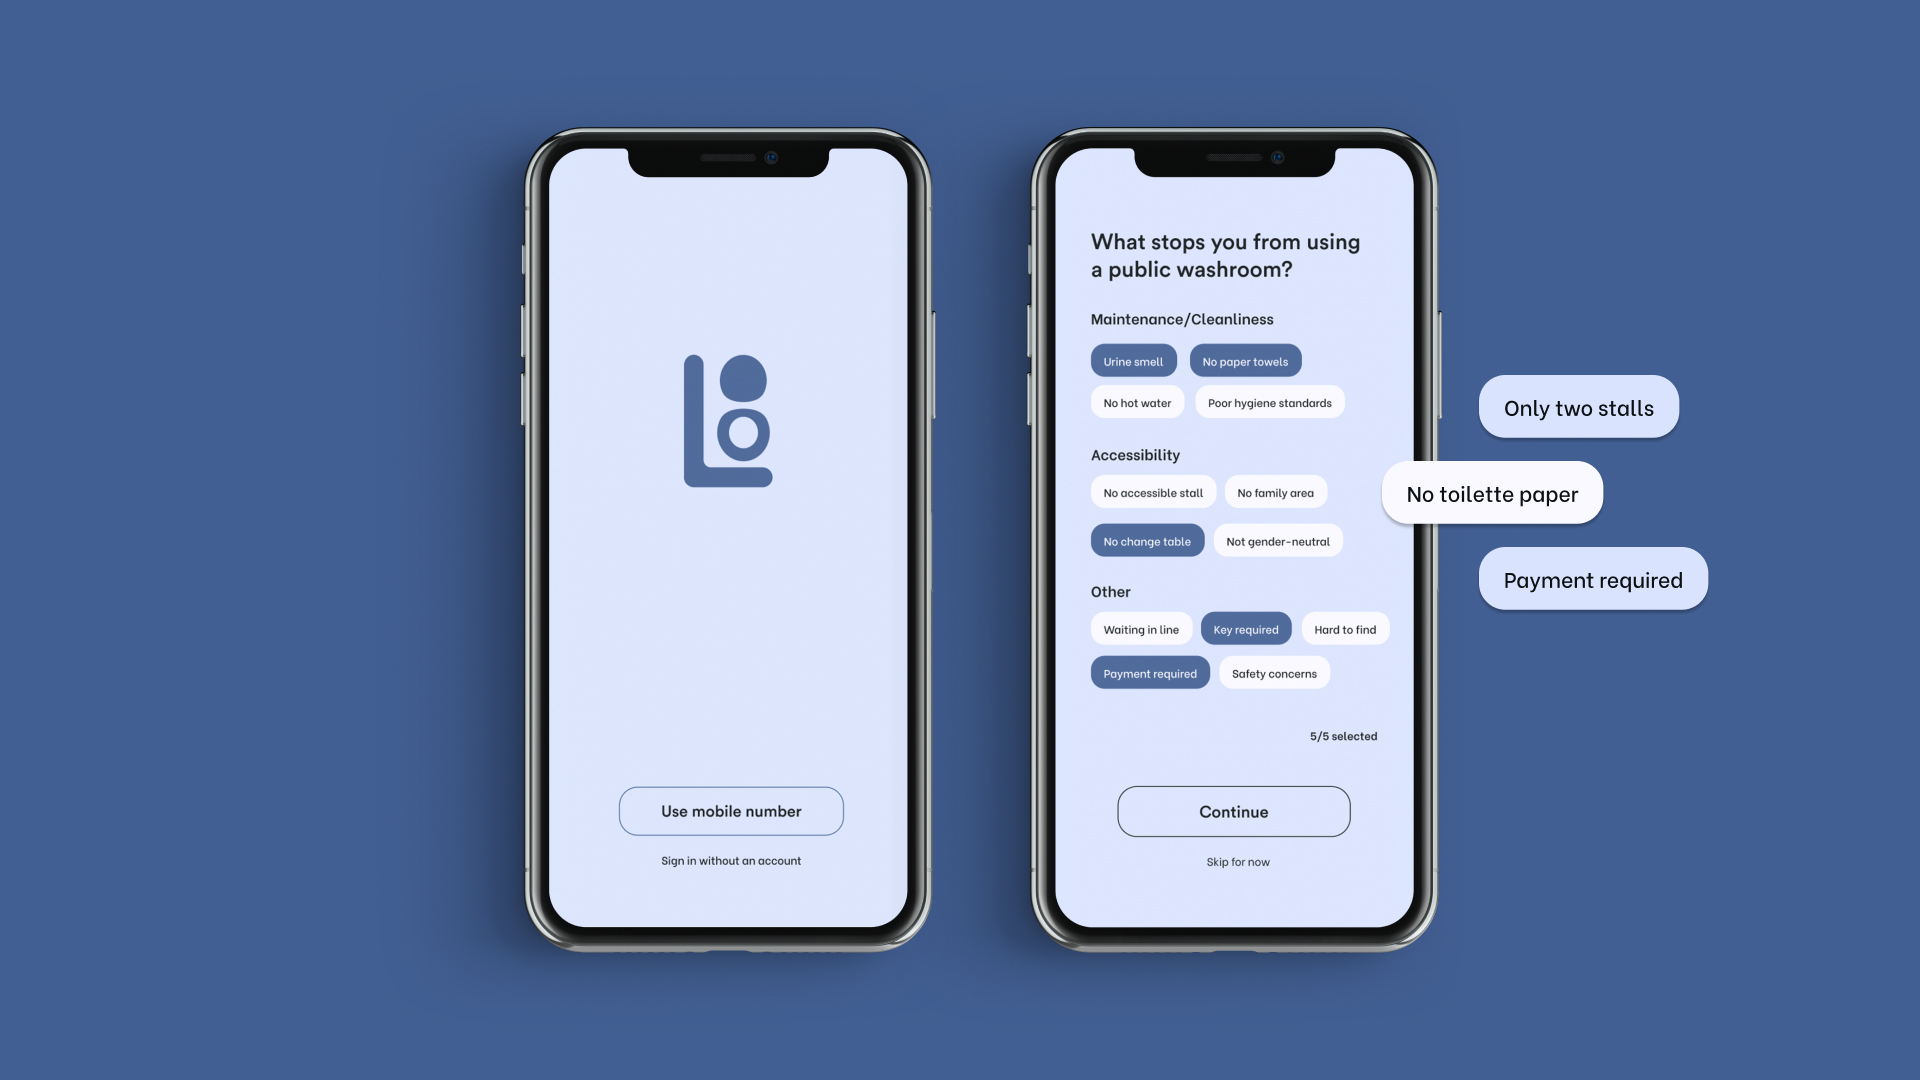 Use mobile number
Sign in without an account
What stops you from using
a public washroom?
Maintenance/Cleanliness
Urine smell
No paper towels
No hot water
Poor hygiene standards
Accessibility
No accessible stall
No family area
No change table
Not gender-neutral
Other
Waiting in line
Key required
Hard to find
Payment required
Safety concerns
5/5 selected
Continue
Skip for now
Only two stalls
No toilette paper
Payment required